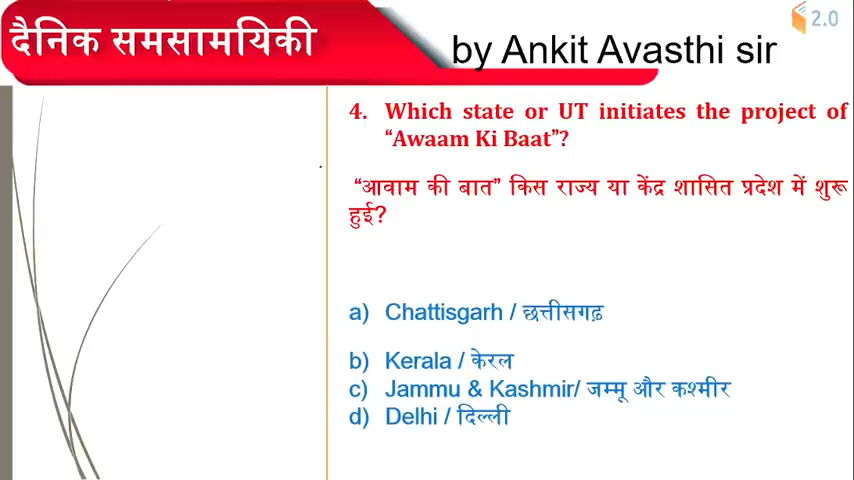 दैनिक समसामयिकी
by Ankit Avasthi sir
2.0
4. Which state or UT initiates the project of
“Awaam Ki Baat”?
“आवाम की बात” किस राज्य या केंद्र शासित प्रदेश में शुरू
हुई?
a) Chattisgarh / छत्तीसगढ़
b) Kerala / केरल
c) Jammu & Kashmir/ जम्मू और कश्मीर
d) Delhi / दिल्ली